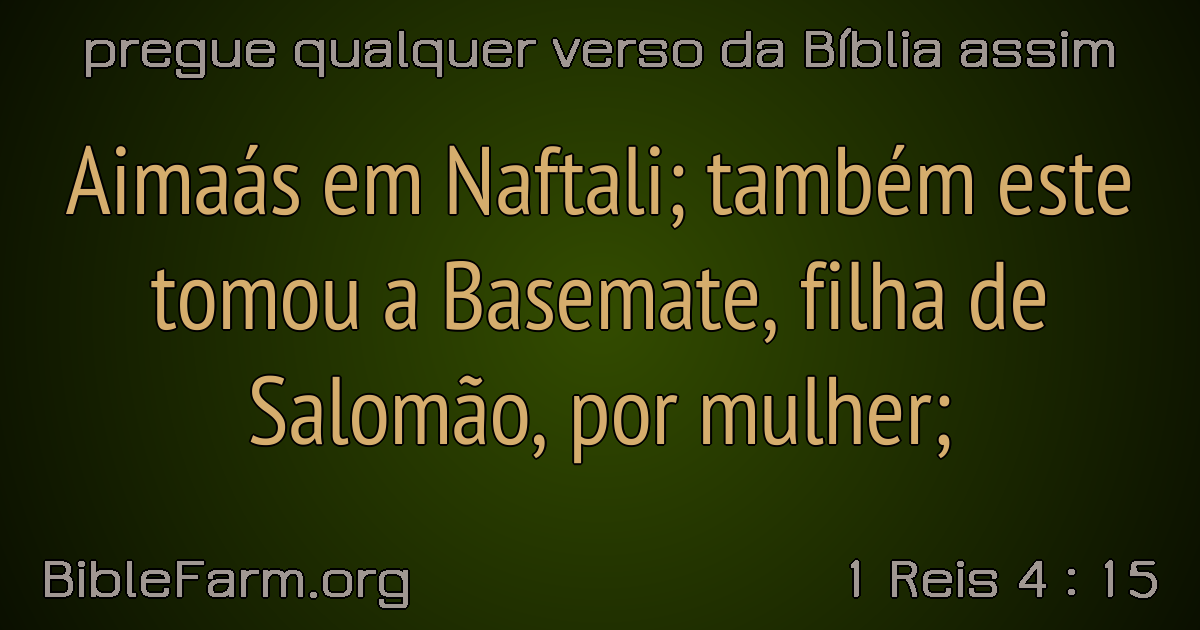 pregue qualquer verso da Bíblia assim
Aimaás em Naftali; também este
tomou a Basemate, filha de
Salomão, por mulher;
BibleFarm.org
1 Reis 4 : 15